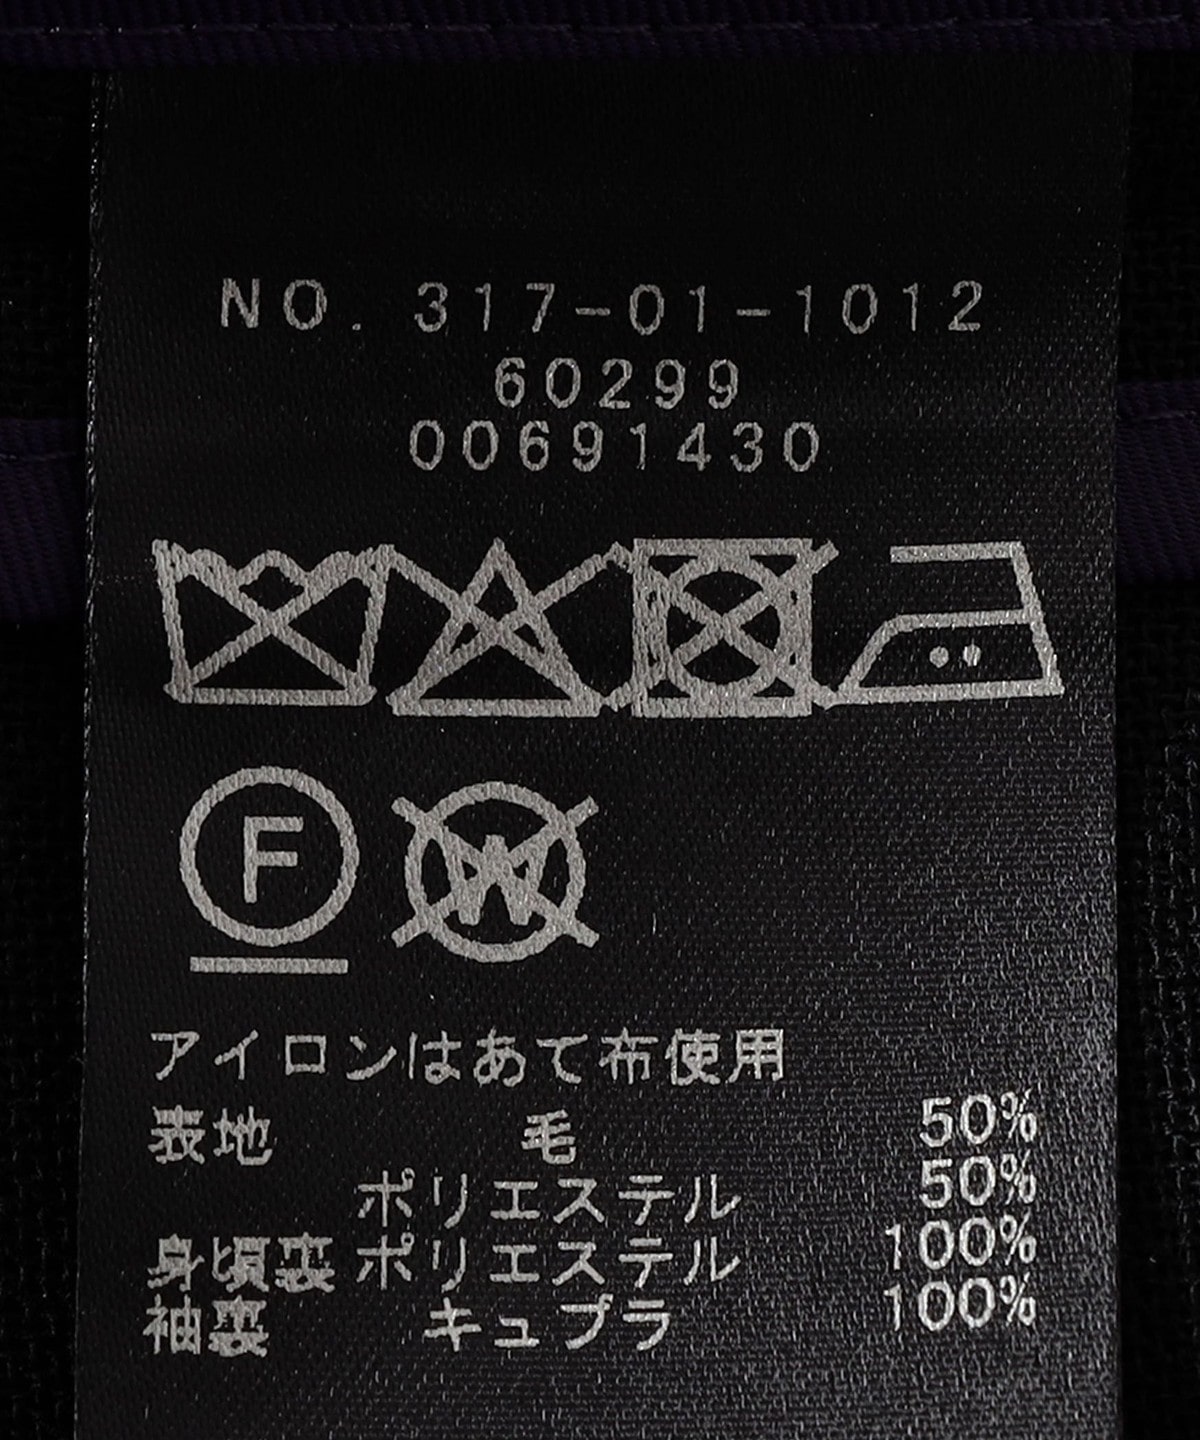 NO. 317-01-1012
60299
00691430
F W
アイロンはあて布使用
表地 毛 50%
ポリエステル 50%
身頃裏 ポリエステル 100%
袖裏 キュプラ 100%